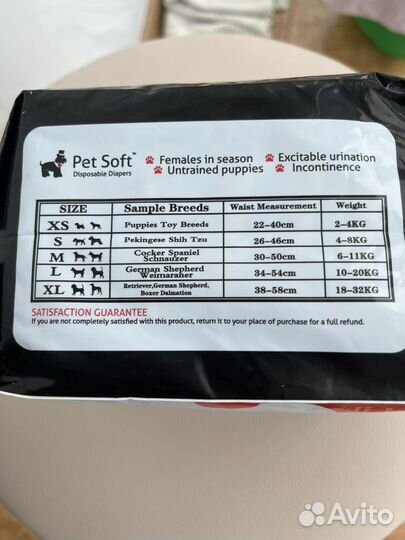 Pet Soft™
Disposable Diapers
Females in season
Excitable urination
Untrained puppies
Incontinence
SIZE Sample Breeds Waist Measurement Weight
XS Puppies Toy Breeds 22-40cm 2-4KG
S Pekingese Shih Tzu 26-46cm 4-8KG
M Cocker Spaniel Schnauzer 30-50cm 6-11KG
L German Shepherd Weimaraher 34-54cm 10-20KG
XL Retriever,German Shepherd, Boxer Dalmation 38-58cm 18-32KG
SATISFACTION GUARANTEE
If you are not completely satisfied with this product, return it to your place of purchase for a full refund.
Avito